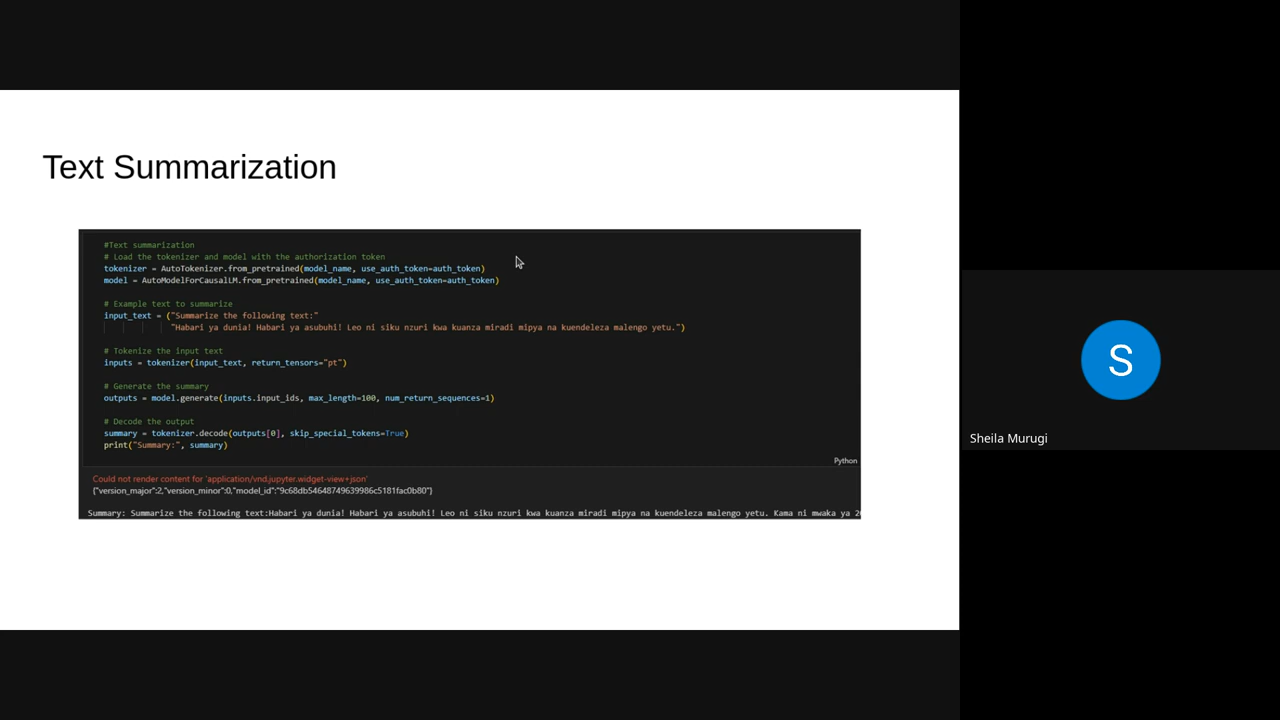 Text Summarization
#Text summarization
# Load the tokenizer and model with the authorization token
tokenizer = AutoTokenizer.from_pretrained(model_name, use_auth_token=auth_token)
model = AutoModelForCausalLM.from_pretrained(model_name, use_auth_token=auth_token)
# Example text to summarize
input_text = ("Summarize the following text:"
"Habari ya dunia! Habari ya asubuhi! Leo ni siku nzuri kwa kuanza miradi mipya na kuendeleza malengo yetu.")
# Tokenize the input text
inputs = tokenizer(input_text, return_tensors="pt")
# Generate the summary
outputs = model.generate(inputs.input_ids, max_length=100, num_return_sequences=1)
# Decode the output
summary = tokenizer.decode(outputs[0], skip_special_tokens=True)
print("Summary:", summary)
Python
Could not render content for 'application/vnd.jupyter.widget-view+json'
{"version_major":2,"version_minor":0,"model_id":"9c68db54648749639986c5181fac0b80"}
Summary: Summarize the following text:Habari ya dunia! Habari ya asubuhi! Leo ni siku nzuri kwa kuanza miradi mipya na kuendeleza malengo yetu. Kama ni mwaka ya
S
Sheila Murugi